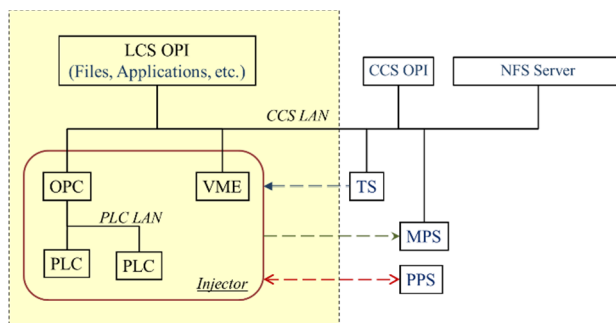 LCS OPI
(Files, Applications, etc.)
CCS OPI
NFS Server
CCS LAN
OPC
VME
TS
PLC LAN
MPS
PLC
PLC
Injector
PPS